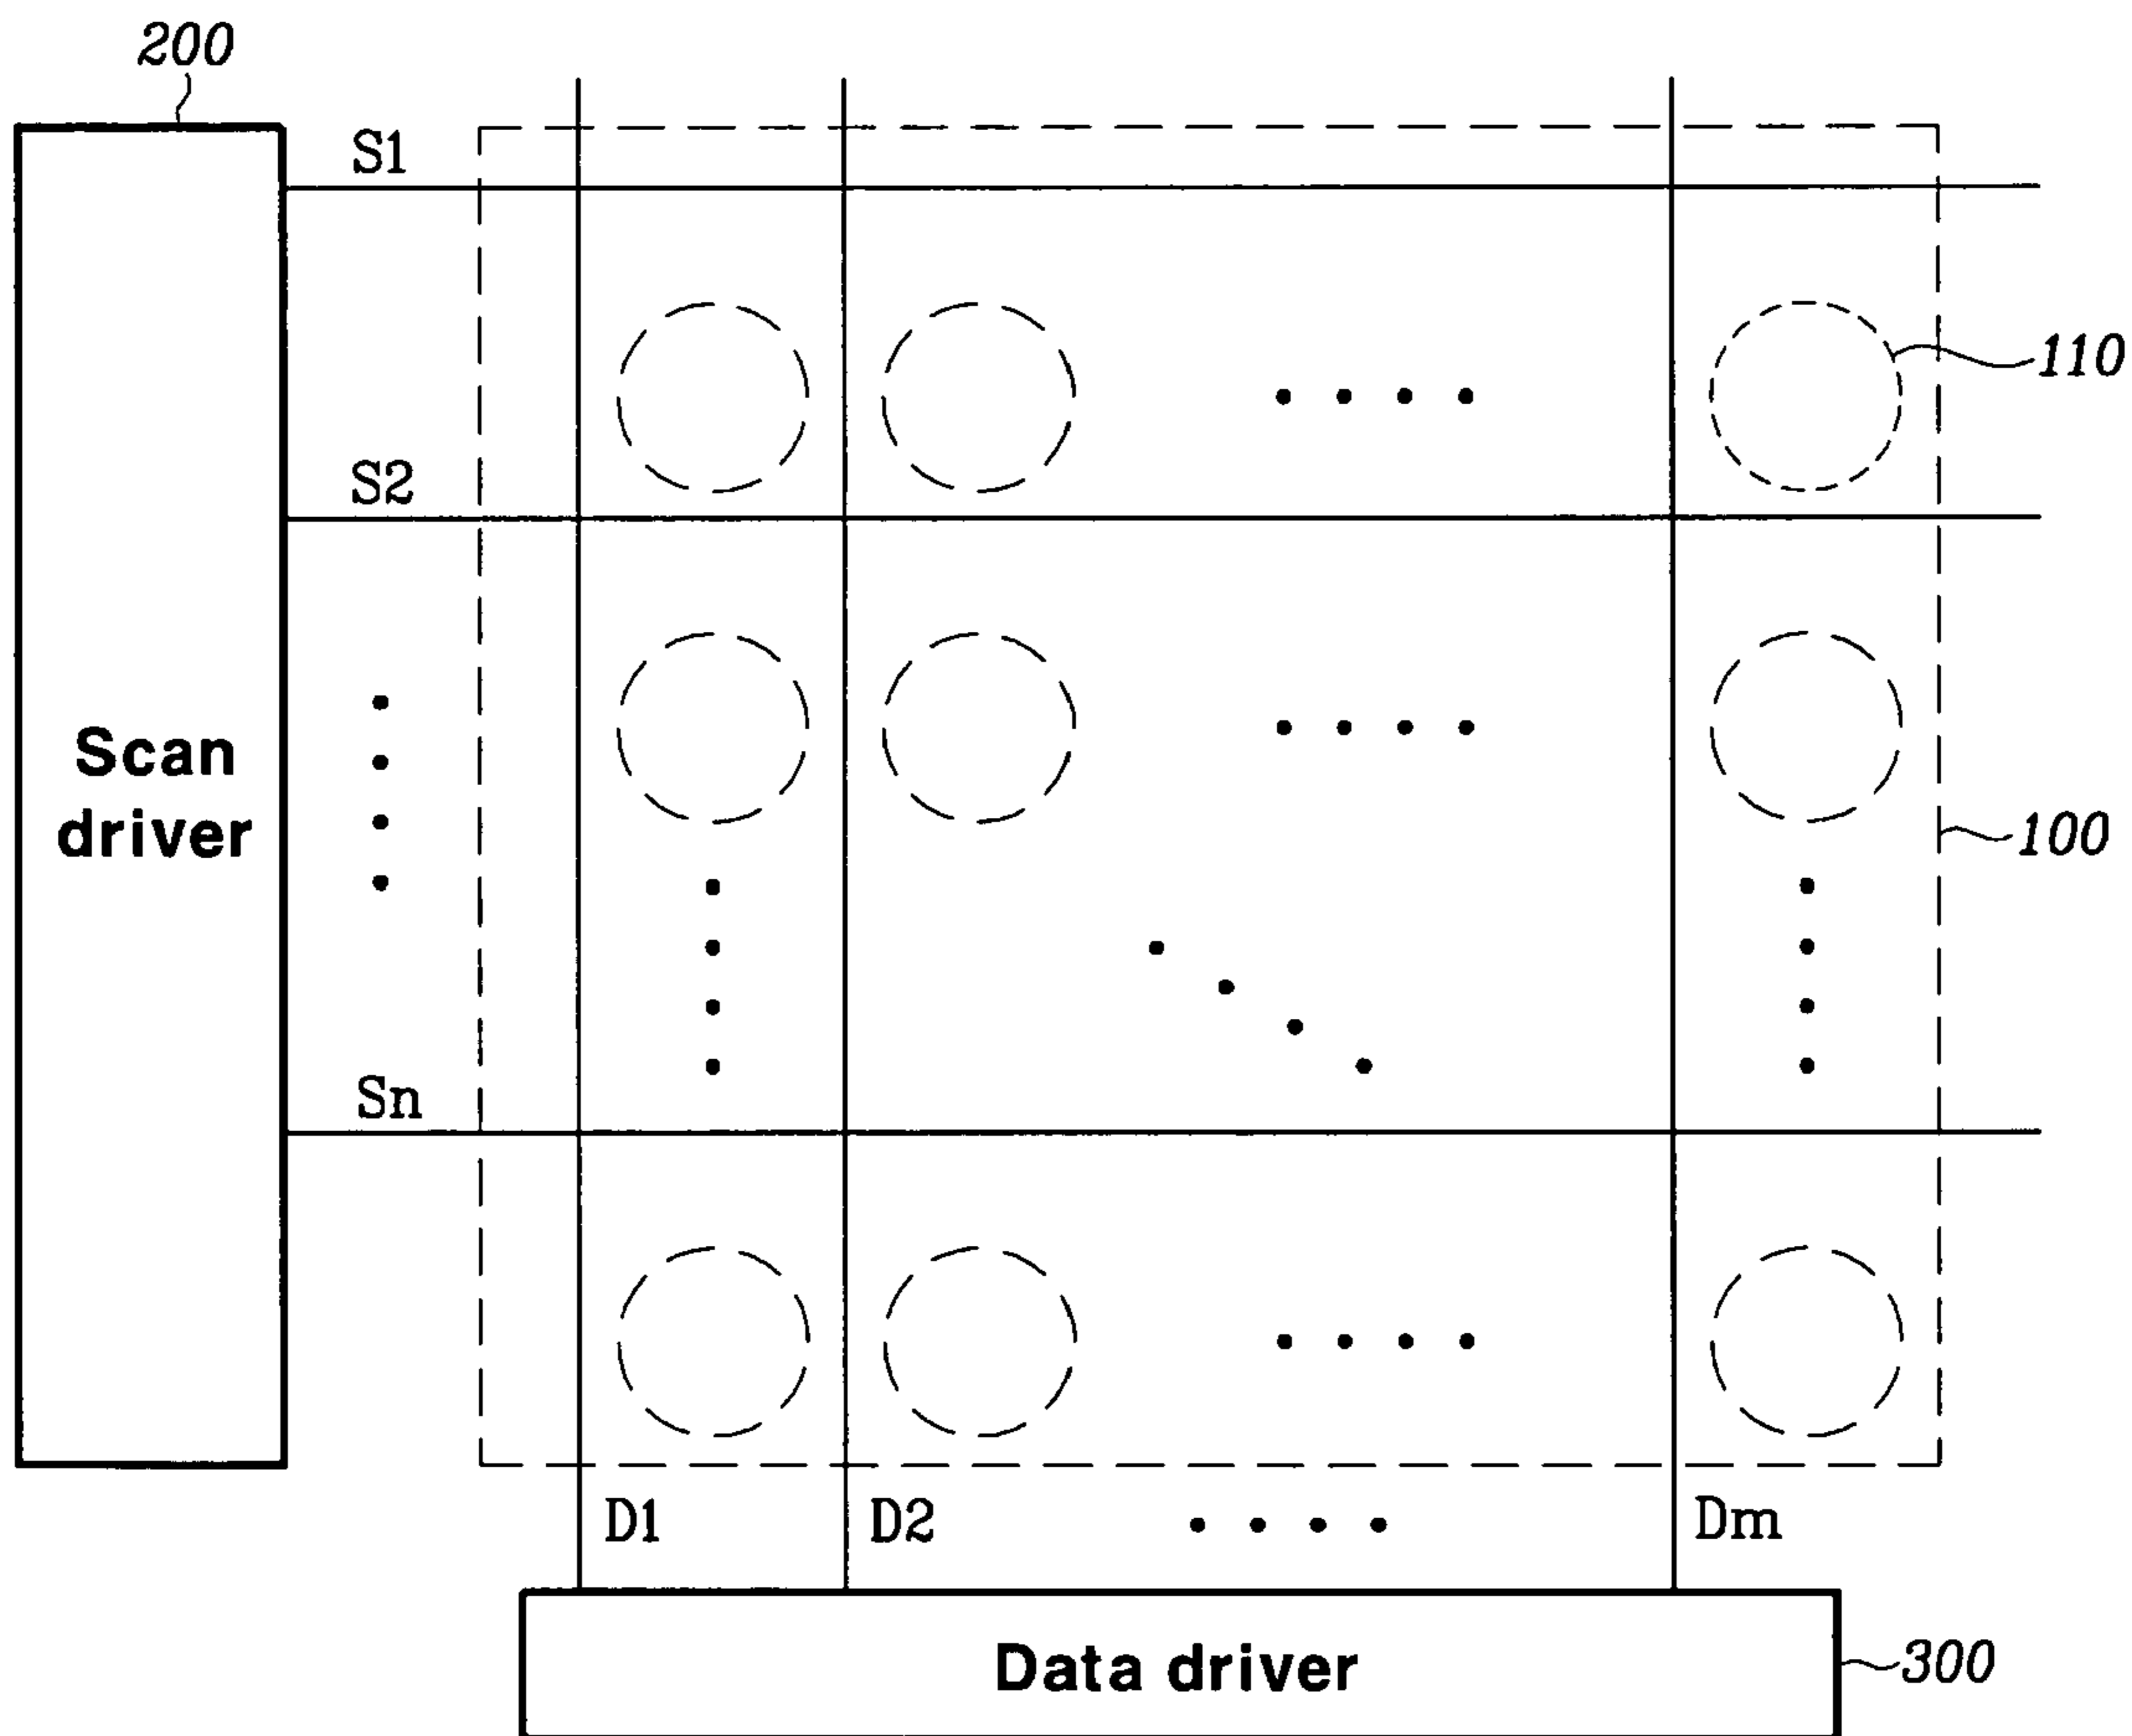 200
S1
110
S2
Scan
driver
100
Sn
D1
D2
Dm
Data driver
300